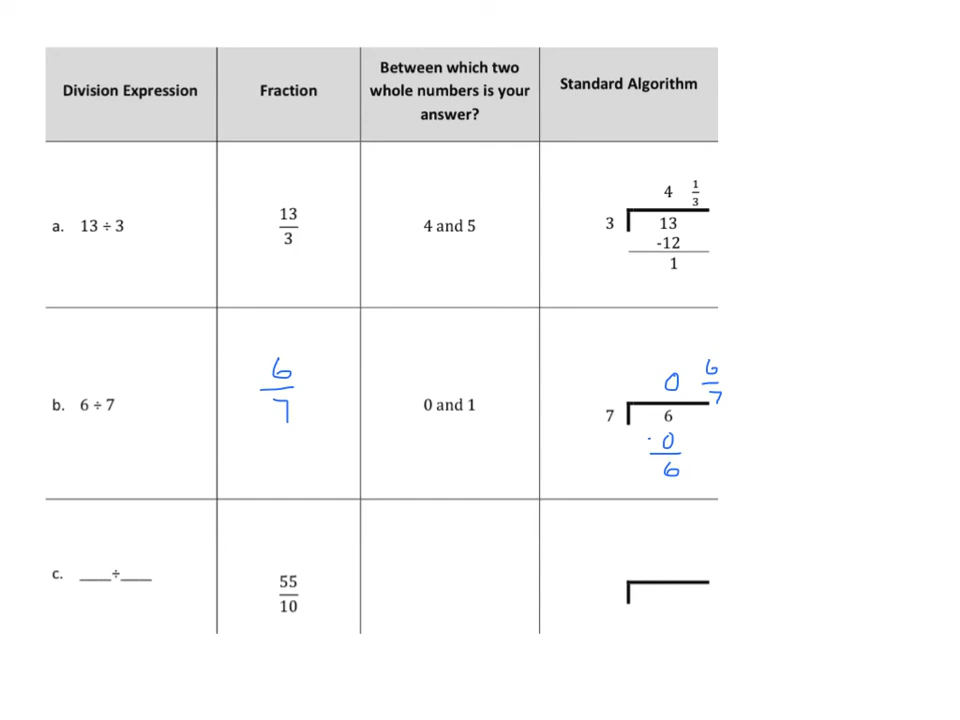 Division Expression
Fraction
Between which two
whole numbers is your
answer?
Standard Algorithm
a. 13 ÷ 3
13
3
4 and 5
4 1/3
3 13
-12
1
b. 6 ÷ 7
6
7
0 and 1
0 6/7
7 6
- 0
6
c. ____÷____
55
10